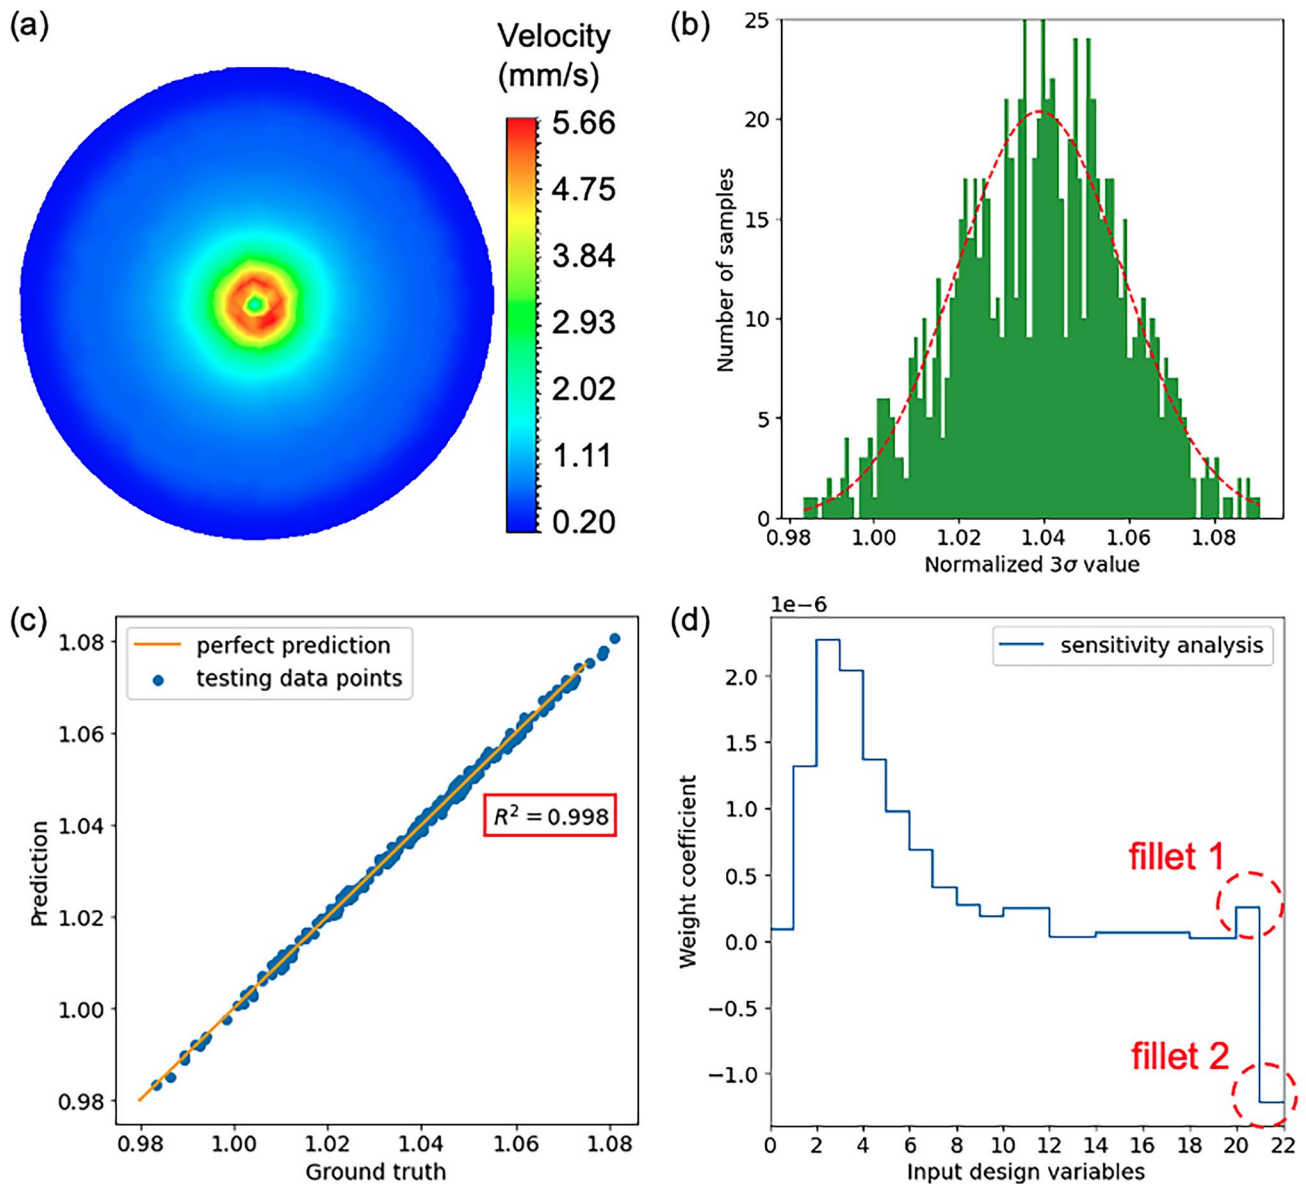 (a)
Velocity
(mm/s)
5.66
4.75
3.84
2.93
2.02
1.11
0.20
(b)
25
20
15
10
5
0
Number of samples
0.98 1.00 1.02 1.04 1.06 1.08
Normalized 3σ value
(c)
perfect prediction
testing data points
R² = 0.998
1.08
1.06
1.04
1.02
1.00
0.98
Prediction
0.98 1.00 1.02 1.04 1.06 1.08
Ground truth
(d)
1e−6
sensitivity analysis
2.0
1.5
1.0
0.5
0.0
−0.5
−1.0
Weight coefficient
fillet 1
fillet 2
0 2 4 6 8 10 12 14 16 18 20 22
Input design variables